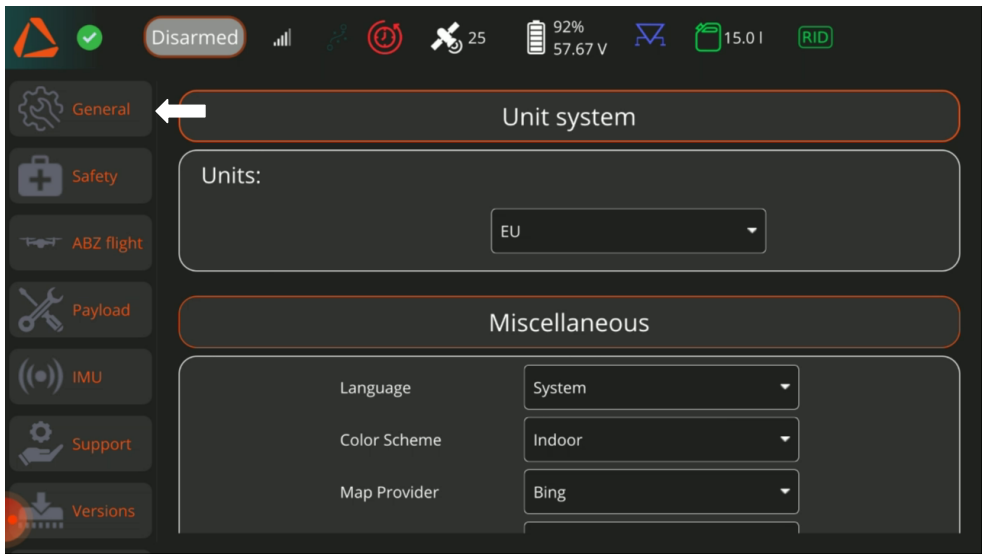 Disarmed
25
92%
57.67 V
15.0 l
RID
General
Safety
ABZ flight
Payload
IMU
Support
Versions
Unit system
Units:
EU
Miscellaneous
Language
System
Color Scheme
Indoor
Map Provider
Bing